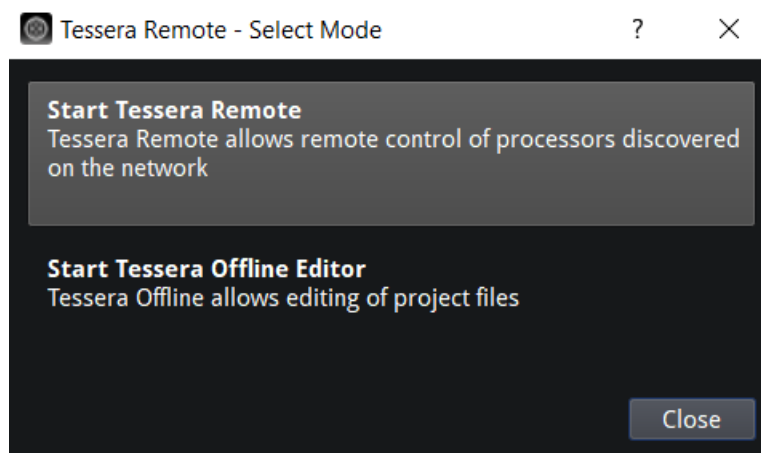 Tessera Remote - Select Mode
?
Start Tessera Remote
Tessera Remote allows remote control of processors discovered
on the network
Start Tessera Offline Editor
Tessera Offline allows editing of project files
Close